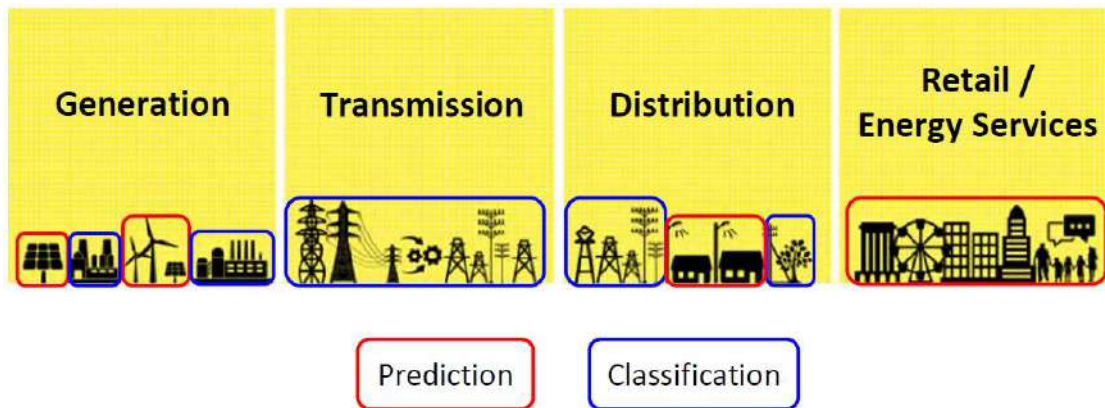 Generation
Transmission
Distribution
Retail /
Energy Services
Prediction
Classification